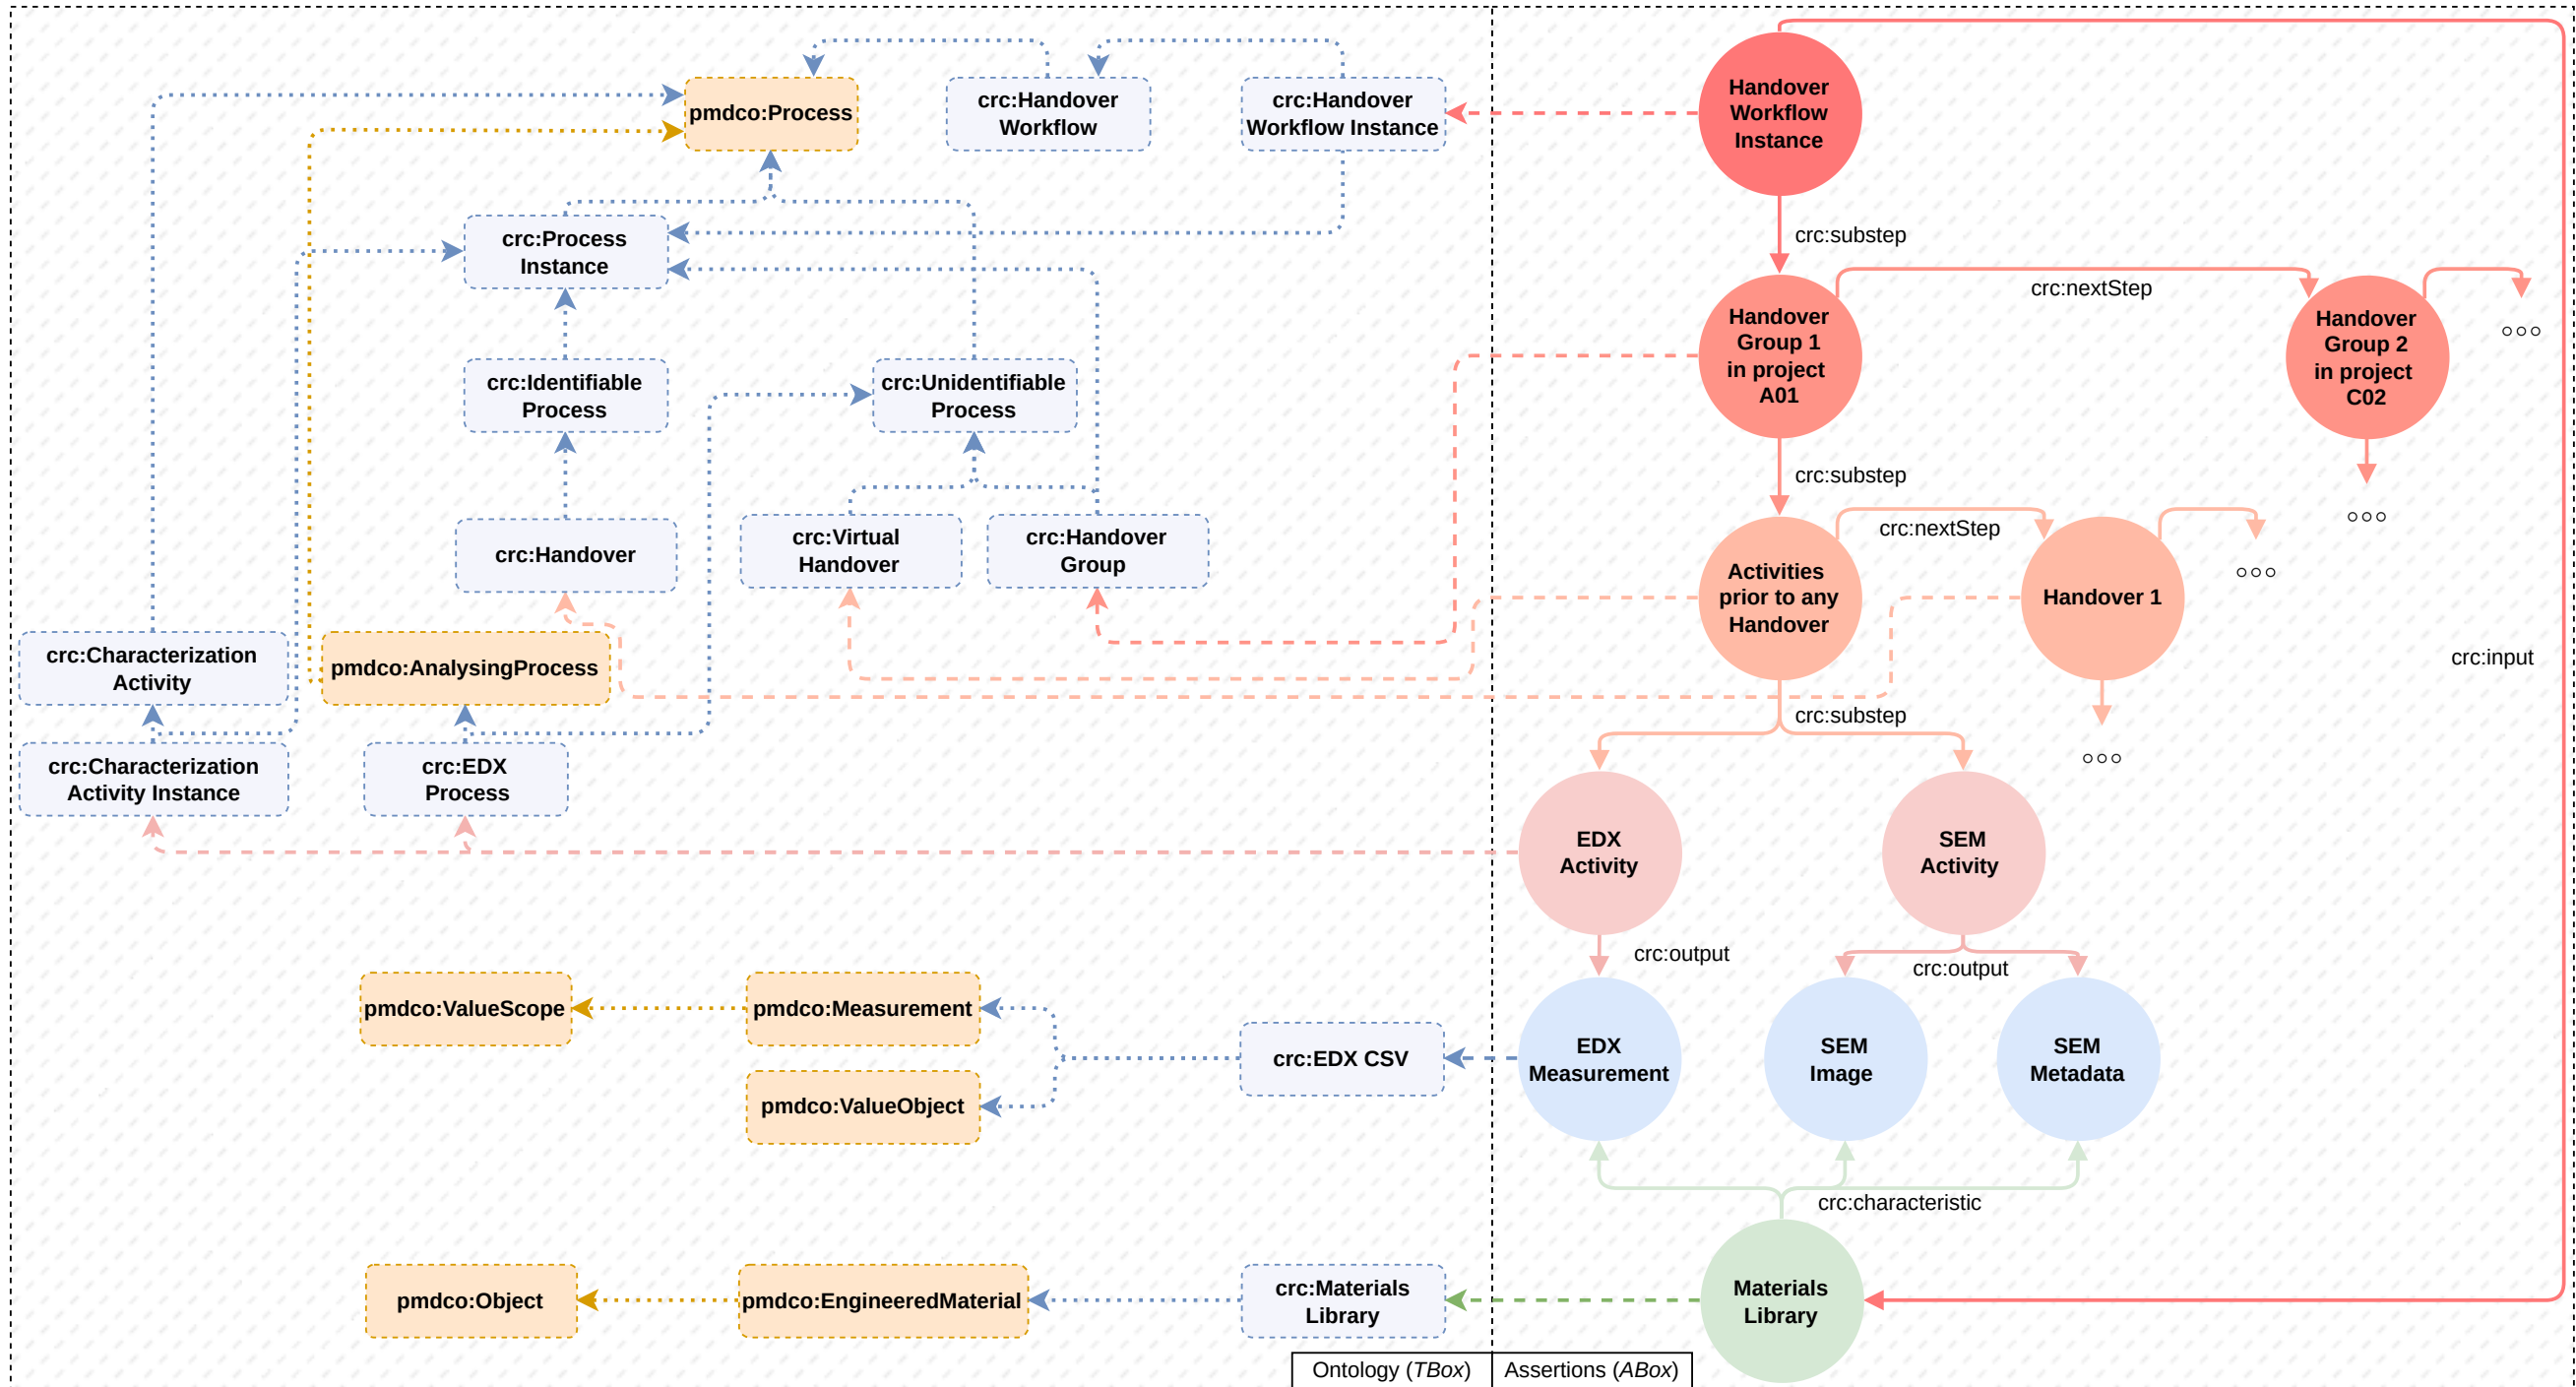 pmdco:Process
crc:Handover
Workflow
crc:Handover
Workflow Instance
Handover
Workflow
Instance
crc:substep
crc:Process
Instance
crc:nextStep
Handover
Group 1
in project
A01
Handover
Group 2
in project
C02
crc:Identifiable
Process
crc:Unidentifiable
Process
crc:substep
crc:nextStep
crc:Handover
crc:Virtual
Handover
crc:Handover
Group
Activities
prior to any
Handover
Handover 1
crc:input
crc:Characterization
Activity
pmdco:AnalysingProcess
crc:substep
crc:Characterization
Activity Instance
crc:EDX
Process
EDX
Activity
SEM
Activity
crc:output
crc:output
pmdco:ValueScope
pmdco:Measurement
crc:EDX CSV
pmdco:ValueObject
EDX
Measurement
SEM
Image
SEM
Metadata
crc:characteristic
pmdco:Object
pmdco:EngineeredMaterial
crc:Materials
Library
Materials
Library
Ontology (TBox)
Assertions (ABox)